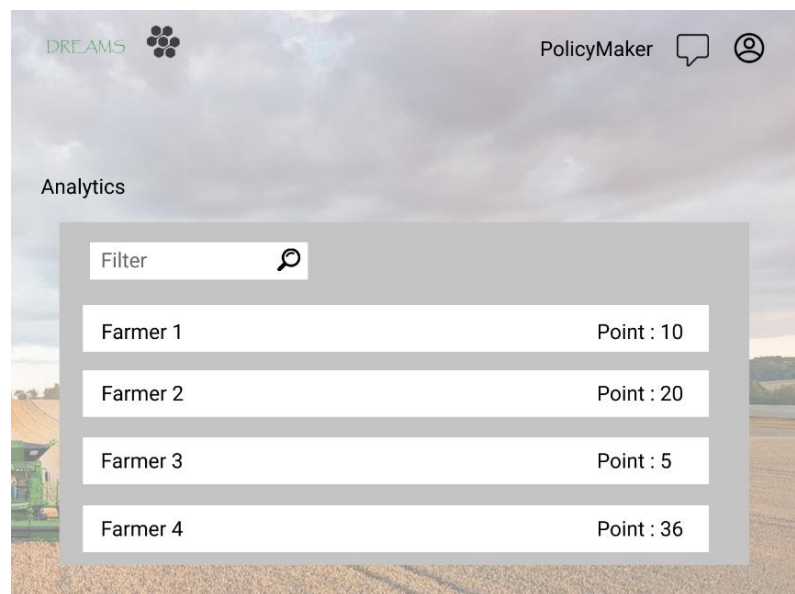 DREAMS
PolicyMaker
Analytics
Filter
Farmer 1 Point : 10
Farmer 2 Point : 20
Farmer 3 Point : 5
Farmer 4 Point : 36